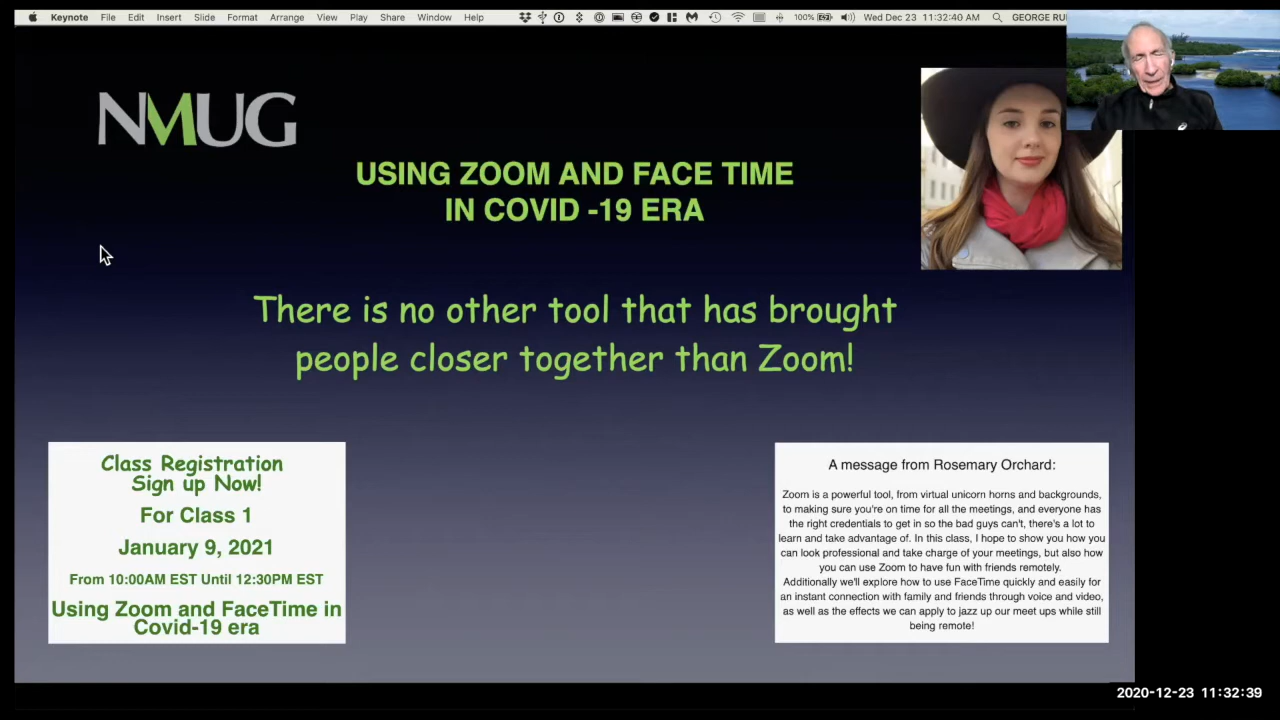 Keynote File Edit Insert Slide Format Arrange View Play Share Window Help 100% Wed Dec 23 11:32:40 AM GEORGE
NMUG
USING ZOOM AND FACE TIME
IN COVID -19 ERA
There is no other tool that has brought
people closer together than Zoom!
Class Registration
Sign up Now!
For Class 1
January 9, 2021
From 10:00AM EST Until 12:30PM EST
Using Zoom and FaceTime in
Covid-19 era
A message from Rosemary Orchard:
Zoom is a powerful tool, from virtual unicorn horns and backgrounds,
to making sure you're on time for all the meetings, and everyone has
the right credentials to get in so the bad guys can't, there's a lot to
learn and take advantage of. In this class, I hope to show you how you
can look professional and take charge of your meetings, but also how
you can use Zoom to have fun with friends remotely.
Additionally we'll explore how to use FaceTime quickly and easily for
an instant connection with family and friends through voice and video,
as well as the effects we can apply to jazz up our meet ups while still
being remote!
2020-12-23 11:32:39